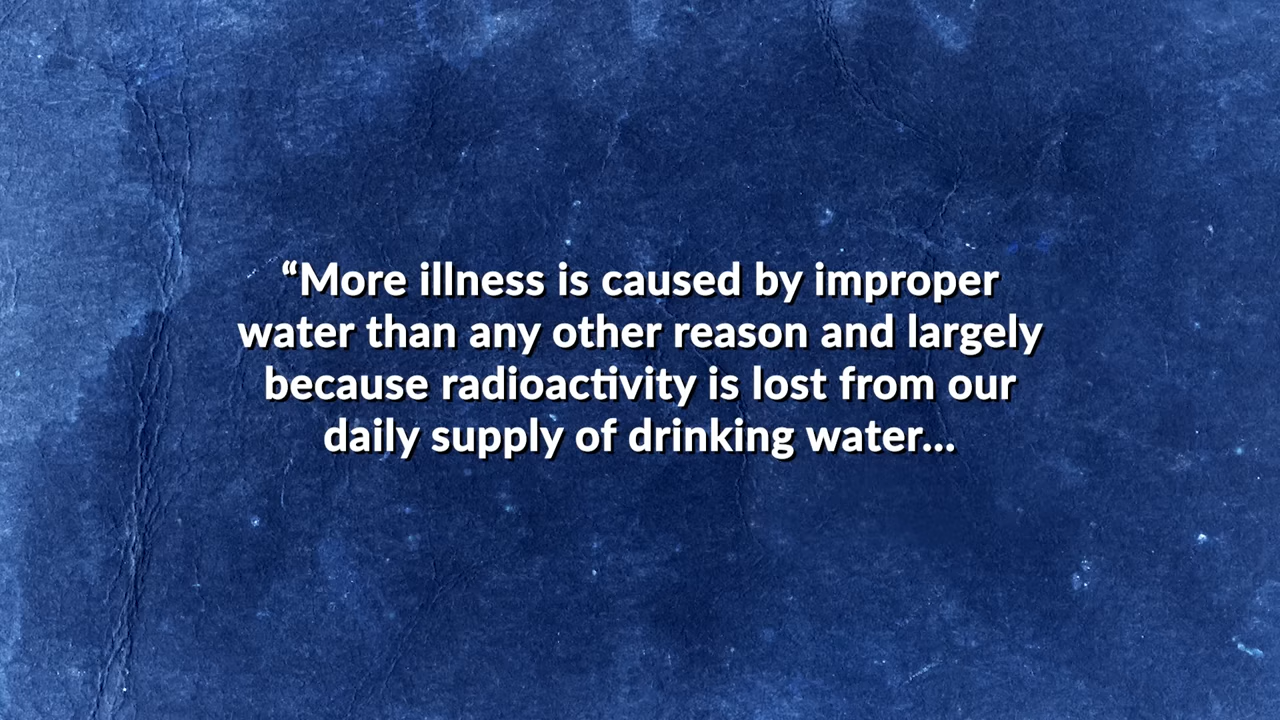 “More illness is caused by improper
water than any other reason and largely
because radioactivity is lost from our
daily supply of drinking water...